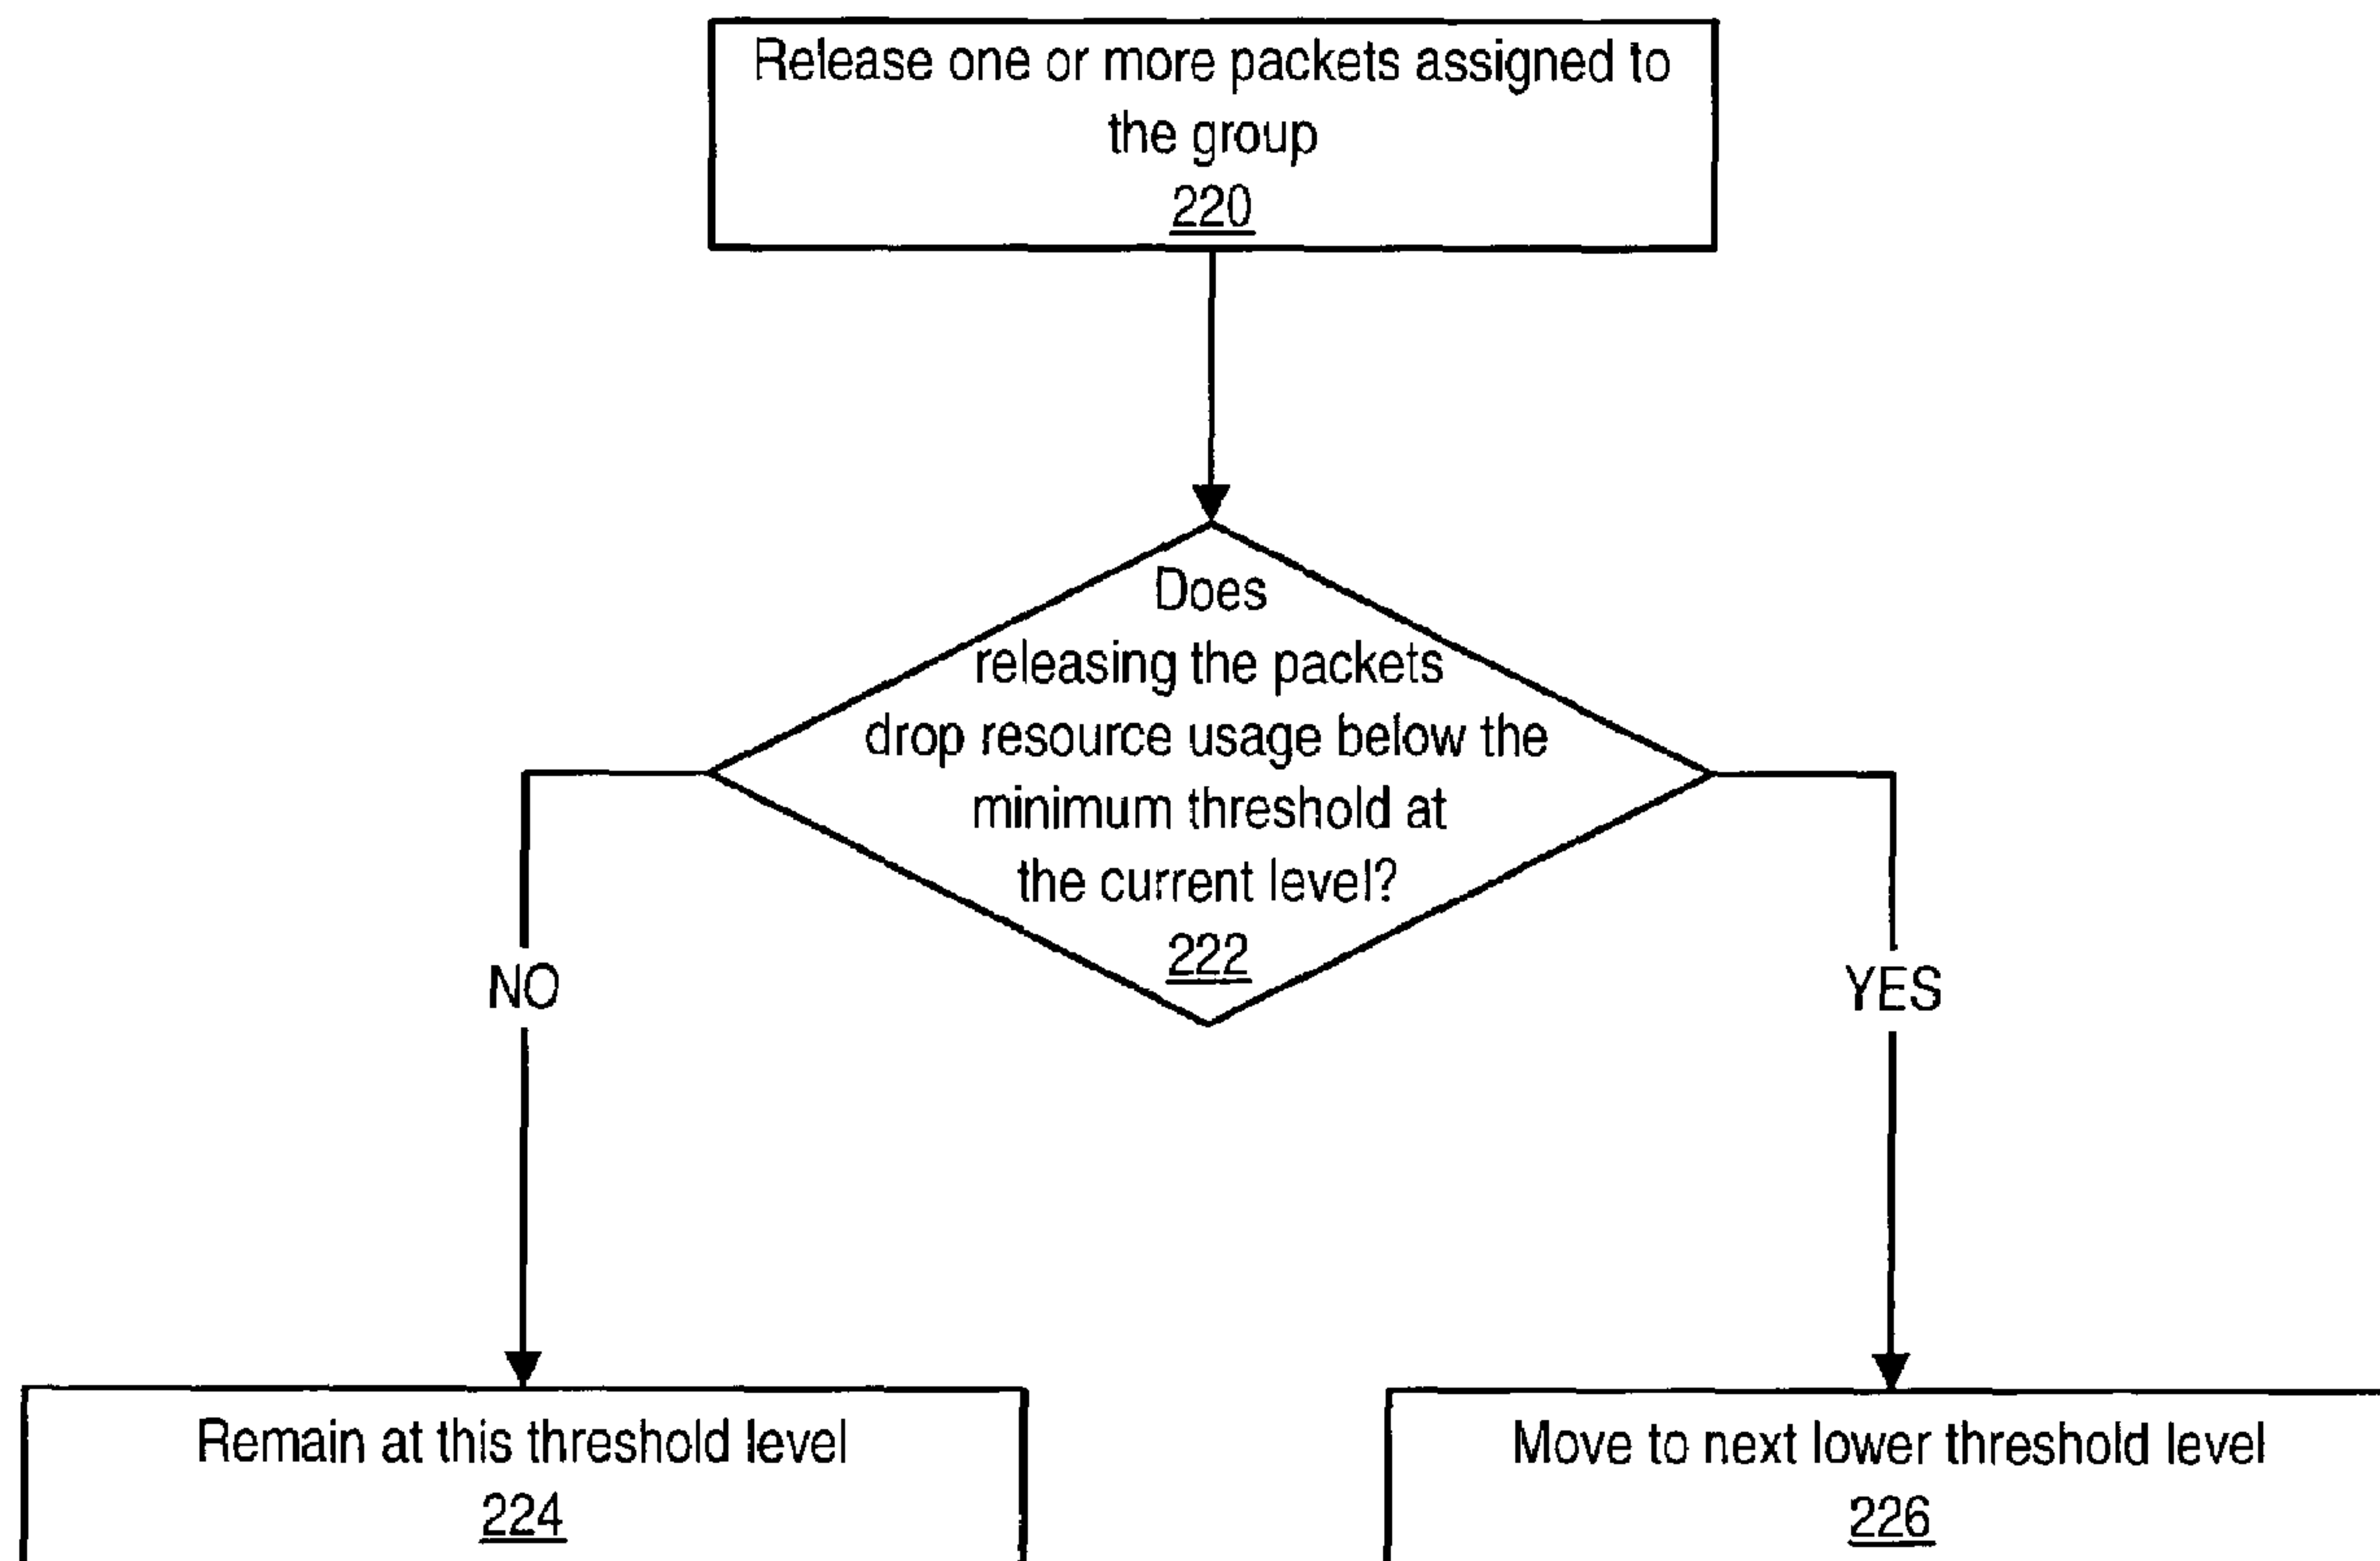 Release one or more packets assigned to
the group
220
Does
releasing the packets
drop resource usage below the
minimum threshold at
the current level?
222
NO
YES
Remain at this threshold level
224
Move to next lower threshold level
226